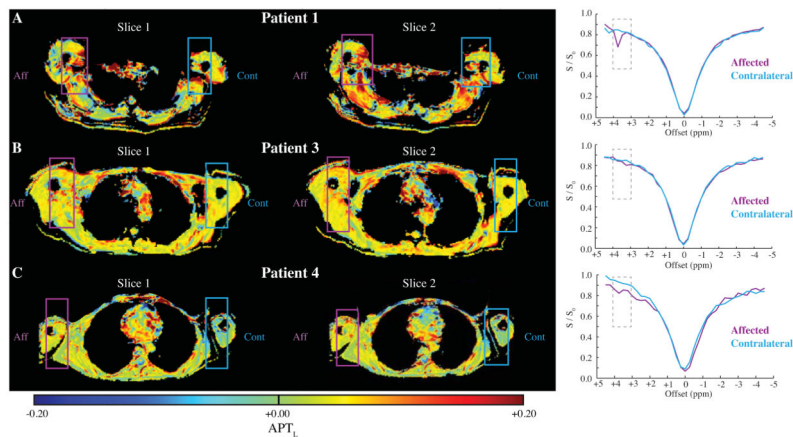 A
Slice 1
Patient 1
Slice 2
Aff
Cont
B
Slice 1
Patient 3
Slice 2
Aff
Cont
Aff
Cont
C
Slice 1
Patient 4
Slice 2
Aff
Cont
Aff
Cont
-0.20
+0.00
+0.20
APT_L
S / S₀
1.0
0.8
0.6
0.4
0.2
0
Affected
Contralateral
+5 +4 +3 +2 +1 0 -1 -2 -3 -4 -5
Offset (ppm)
S / S₀
1.0
0.8
0.6
0.4
0.2
0
Affected
Contralateral
+5 +4 +3 +2 +1 0 -1 -2 -3 -4 -5
Offset (ppm)
S / S₀
1.0
0.8
0.6
0.4
0.2
0
Affected
Contralateral
+5 +4 +3 +2 +1 0 -1 -2 -3 -4 -5
Offset (ppm)